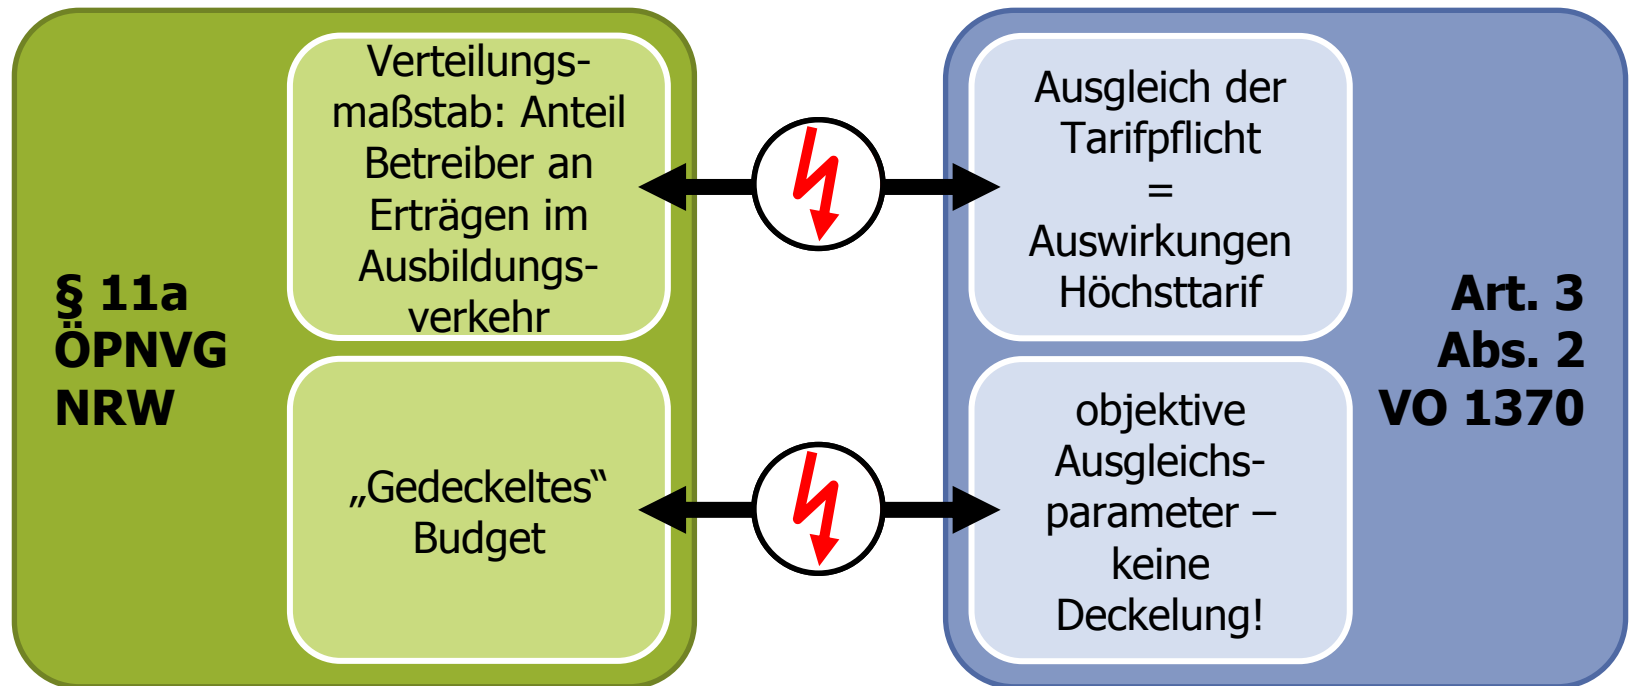 § 11a
ÖPNVG
NRW
Verteilungs-
maßstab: Anteil
Betreiber an
Erträgen im
Ausbildungs-
verkehr
„Gedeckeltes“
Budget
Ausgleich der
Tarifpflicht
=
Auswirkungen
Höchsttarif
objektive
Ausgleichs-
parameter –
keine
Deckelung!
Art. 3
Abs. 2
VO 1370